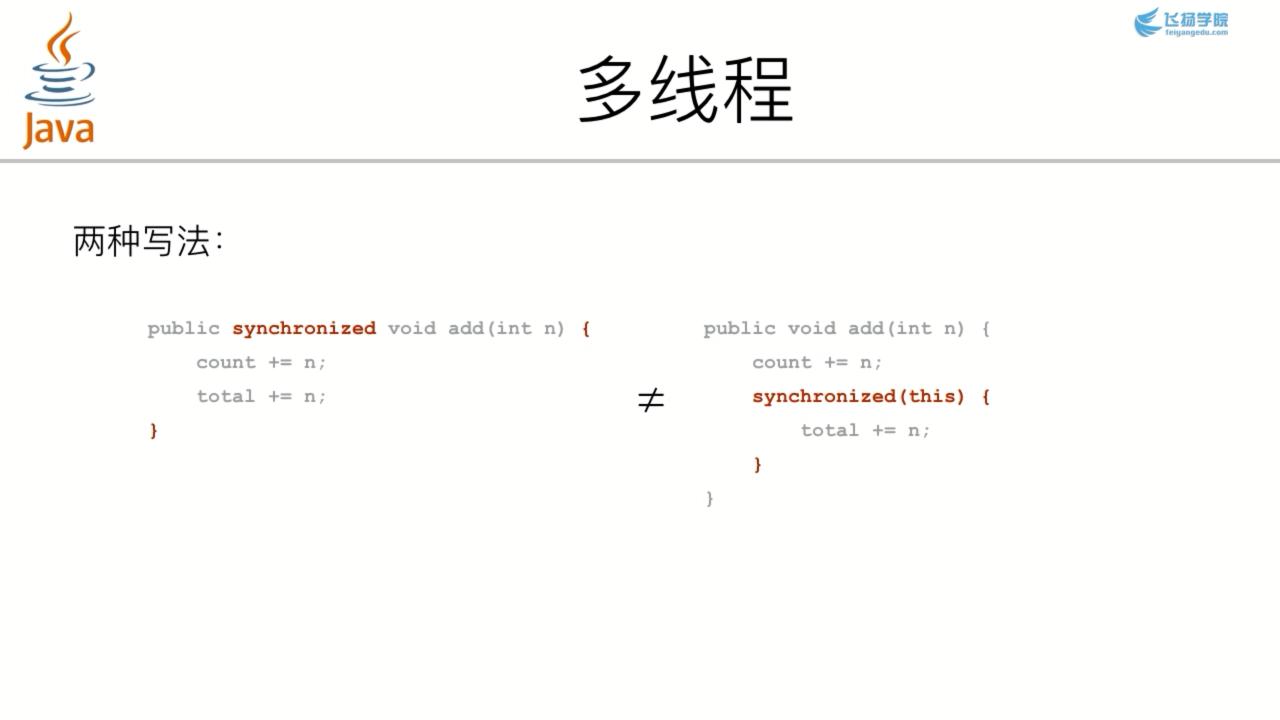 Java
飞扬学院
feiyangedu.com
多线程
两种写法：
public synchronized void add(int n) {
    count += n;
    total += n;
}
≠
public void add(int n) {
    count += n;
    synchronized(this) {
        total += n;
    }
}